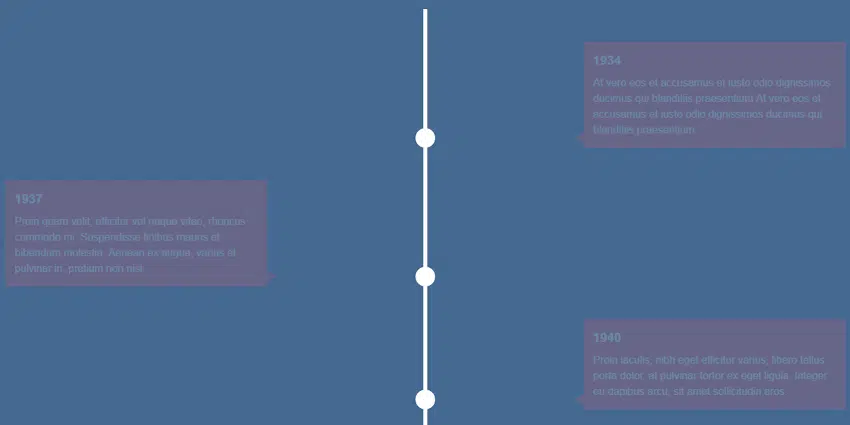 1934
At vero eos et accusamus et iusto odio dignissimos
ducimus qui blanditiis praesentium At vero eos et
accusamus et iusto odio dignissimos ducimus qui
blanditiis praesentium
1937
Proin quam velit, efficitur vel neque vitae, rhoncus
commodo mi. Suspendisse finibus mauris et
bibendum molestie. Aenean ex augue, varius et
pulvinar in, pretium non nisi.
1940
Proin iaculis, nibh eget efficitur varius, libero tellus
porta dolor, at pulvinar tortor ex eget ligula. Integer
eu dapibus arcu, sit amet sollicitudin eros.